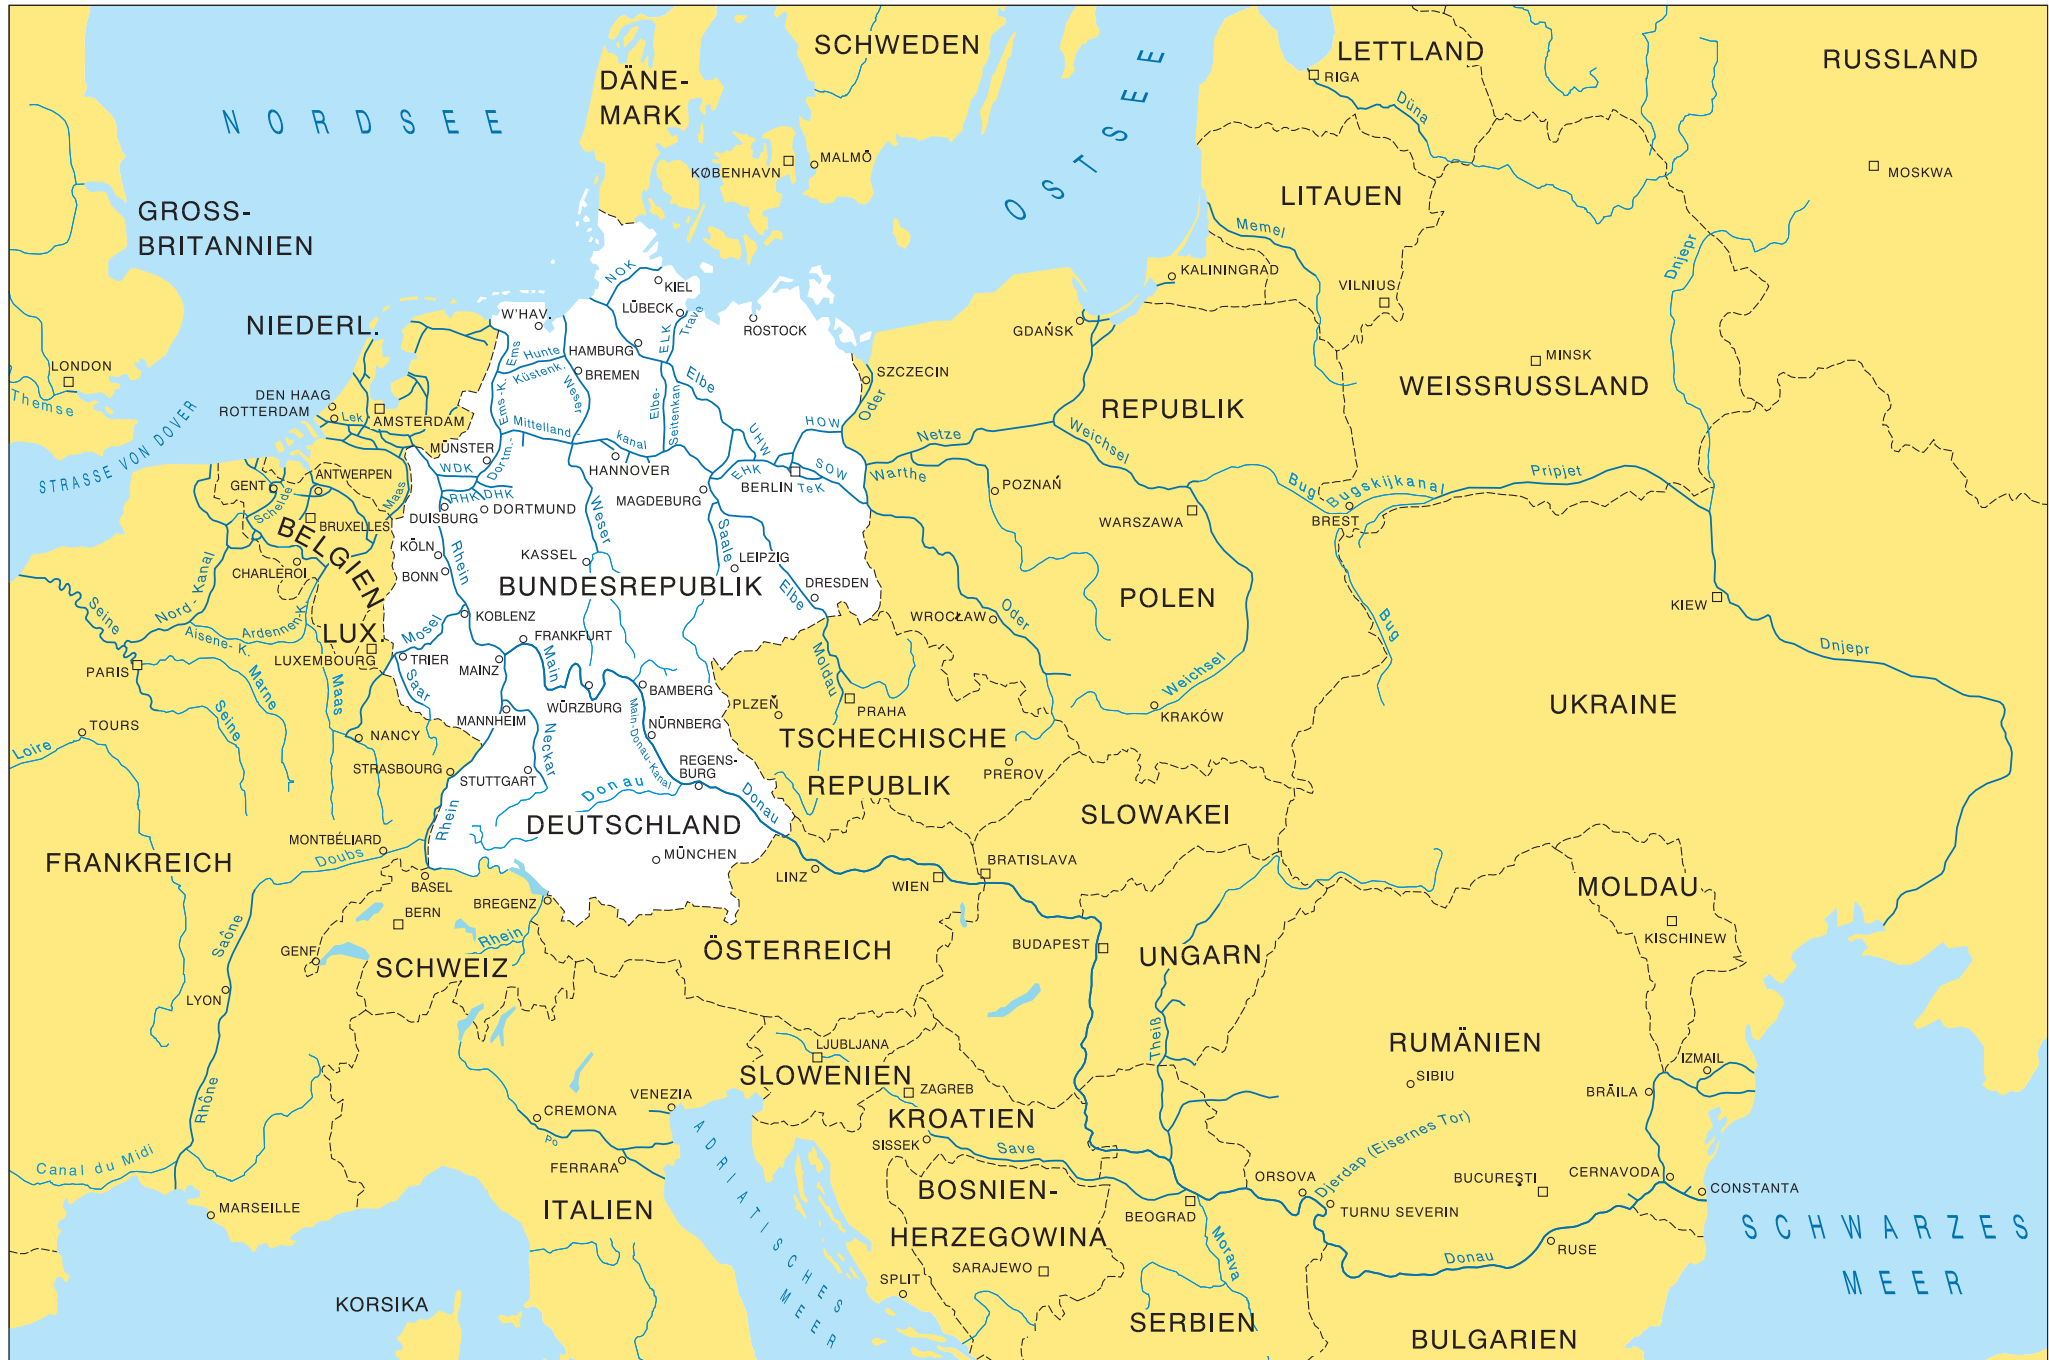 SCHWEDEN
LETTLAND
RUSSLAND
DÄNE-
MARK
RIGA
OSTSEE
NORDSEE
Düna
MALMÖ
KØBENHAVN
MOSKWA
GROSS-
BRITANNIEN
LITAUEN
Memel
Dnjepr
NOK
KIEL
KALININGRAD
VILNIUS
LÜBECK
Trave
W'HAV.
ROSTOCK
NIEDERL.
GDAŃSK
ELK
Ems
Hunte
HAMBURG
MINSK
LONDON
Küstenk.
BREMEN
Elbe
SZCZECIN
WEISSRUSSLAND
Themse
DEN HAAG
ROTTERDAM
Lek
AMSTERDAM
Ems-K.
Weser
Elbe-
Seitenkan
Oder
REPUBLIK
STRASSE VON DOVER
Mittelland-
kanal
UHW
HOW
Netze
Weichsel
MÜNSTER
Dortm.-
WDK
HANNOVER
EHK
SOW
BERLIN
TeK
Warthe
Bug
Bugskijkanal
Pripjet
GENT
ANTWERPEN
Schelde
Maas
RHK
DHK
MAGDEBURG
POZNAŃ
DUISBURG
DORTMUND
WARSZAWA
BREST
BRUXELLES
BELGIEN
KÖLN
Rhein
Weser
KASSEL
Saale
LEIPZIG
CHARLEROI
BONN
BUNDESREPUBLIK
Elbe
DRESDEN
POLEN
KIEW
Seine
Nord-Kanal
KOBLENZ
WROCŁAW
Oder
Bug
Aisene-K.
Ardennen-K.
LUX.
Mosel
FRANKFURT
Dnjepr
LUXEMBOURG
TRIER
MAINZ
Main
Moldau
PARIS
Marne
Maas
Saar
BAMBERG
Weichsel
PLZEŇ
PRAHA
KRAKÓW
UKRAINE
WÜRZBURG
MANNHEIM
Main-Donau-Kanal
NÜRNBERG
TOURS
Seine
NANCY
Neckar
TSCHECHISCHE
Loire
STRASBOURG
STUTTGART
REGENS-
BURG
REPUBLIK
PREROV
Donau
Donau
Rhein
DEUTSCHLAND
SLOWAKEI
MONTBÉLIARD
Doubs
FRANKREICH
MÜNCHEN
LINZ
WIEN
BRATISLAVA
MOLDAU
BASEL
BREGENZ
BERN
Saône
Rhein
ÖSTERREICH
BUDAPEST
UNGARN
KISCHINEW
GENF
SCHWEIZ
LYON
Theiß
RUMÄNIEN
LJUBLJANA
SLOWENIEN
IZMAIL
SIBIU
Rhône
VENEZIA
ZAGREB
BRĂILA
CREMONA
KROATIEN
Po
SISSEK
Save
Canal du Midi
FERRARA
Djerdap (Eisernes Tor)
ADRIATISCHES
MEER
BOSNIEN-
HERZEGOWINA
ORSOVA
BUCUREŞTI
CERNAVODA
CONSTANTA
MARSEILLE
ITALIEN
BEOGRAD
TURNU SEVERIN
SCHWARZES
MEER
Morava
Donau
RUSE
SARAJEWO
SPLIT
KORSIKA
SERBIEN
BULGARIEN